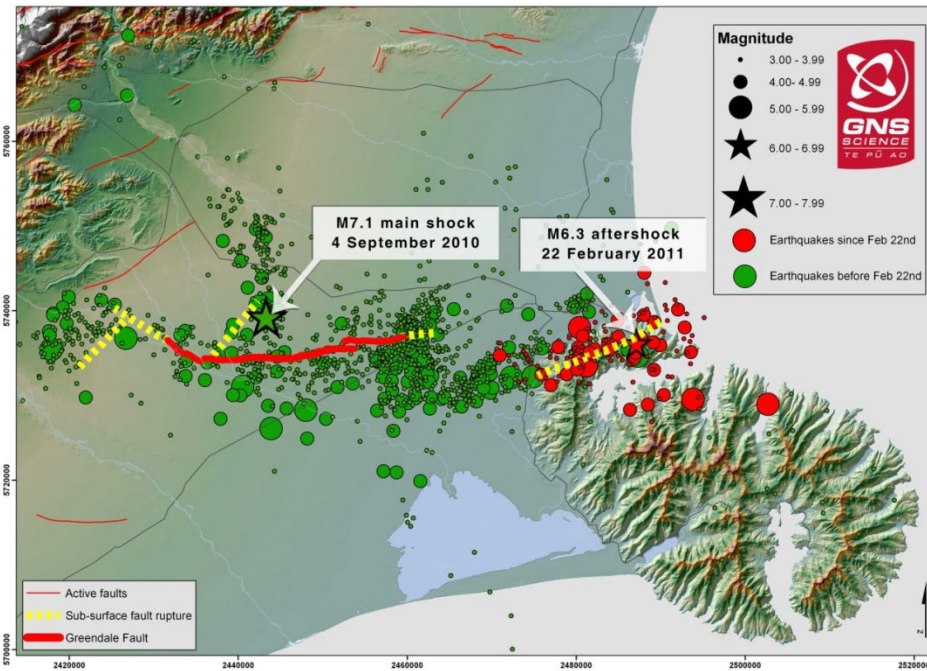 Magnitude
3.00 - 3.99
4.00- 4.99
5.00 - 5.99
6.00 - 6.99
7.00 - 7.99
Earthquakes since Feb 22nd
Earthquakes before Feb 22nd
GNS
SCIENCE
TE PŪ AO
M7.1 main shock
4 September 2010
M6.3 aftershock
22 February 2011
5760000
5740000
5720000
5700000
Active faults
Sub-surface fault rupture
Greendale Fault
z
2420000
2440000
2460000
2480000
2500000
2520000